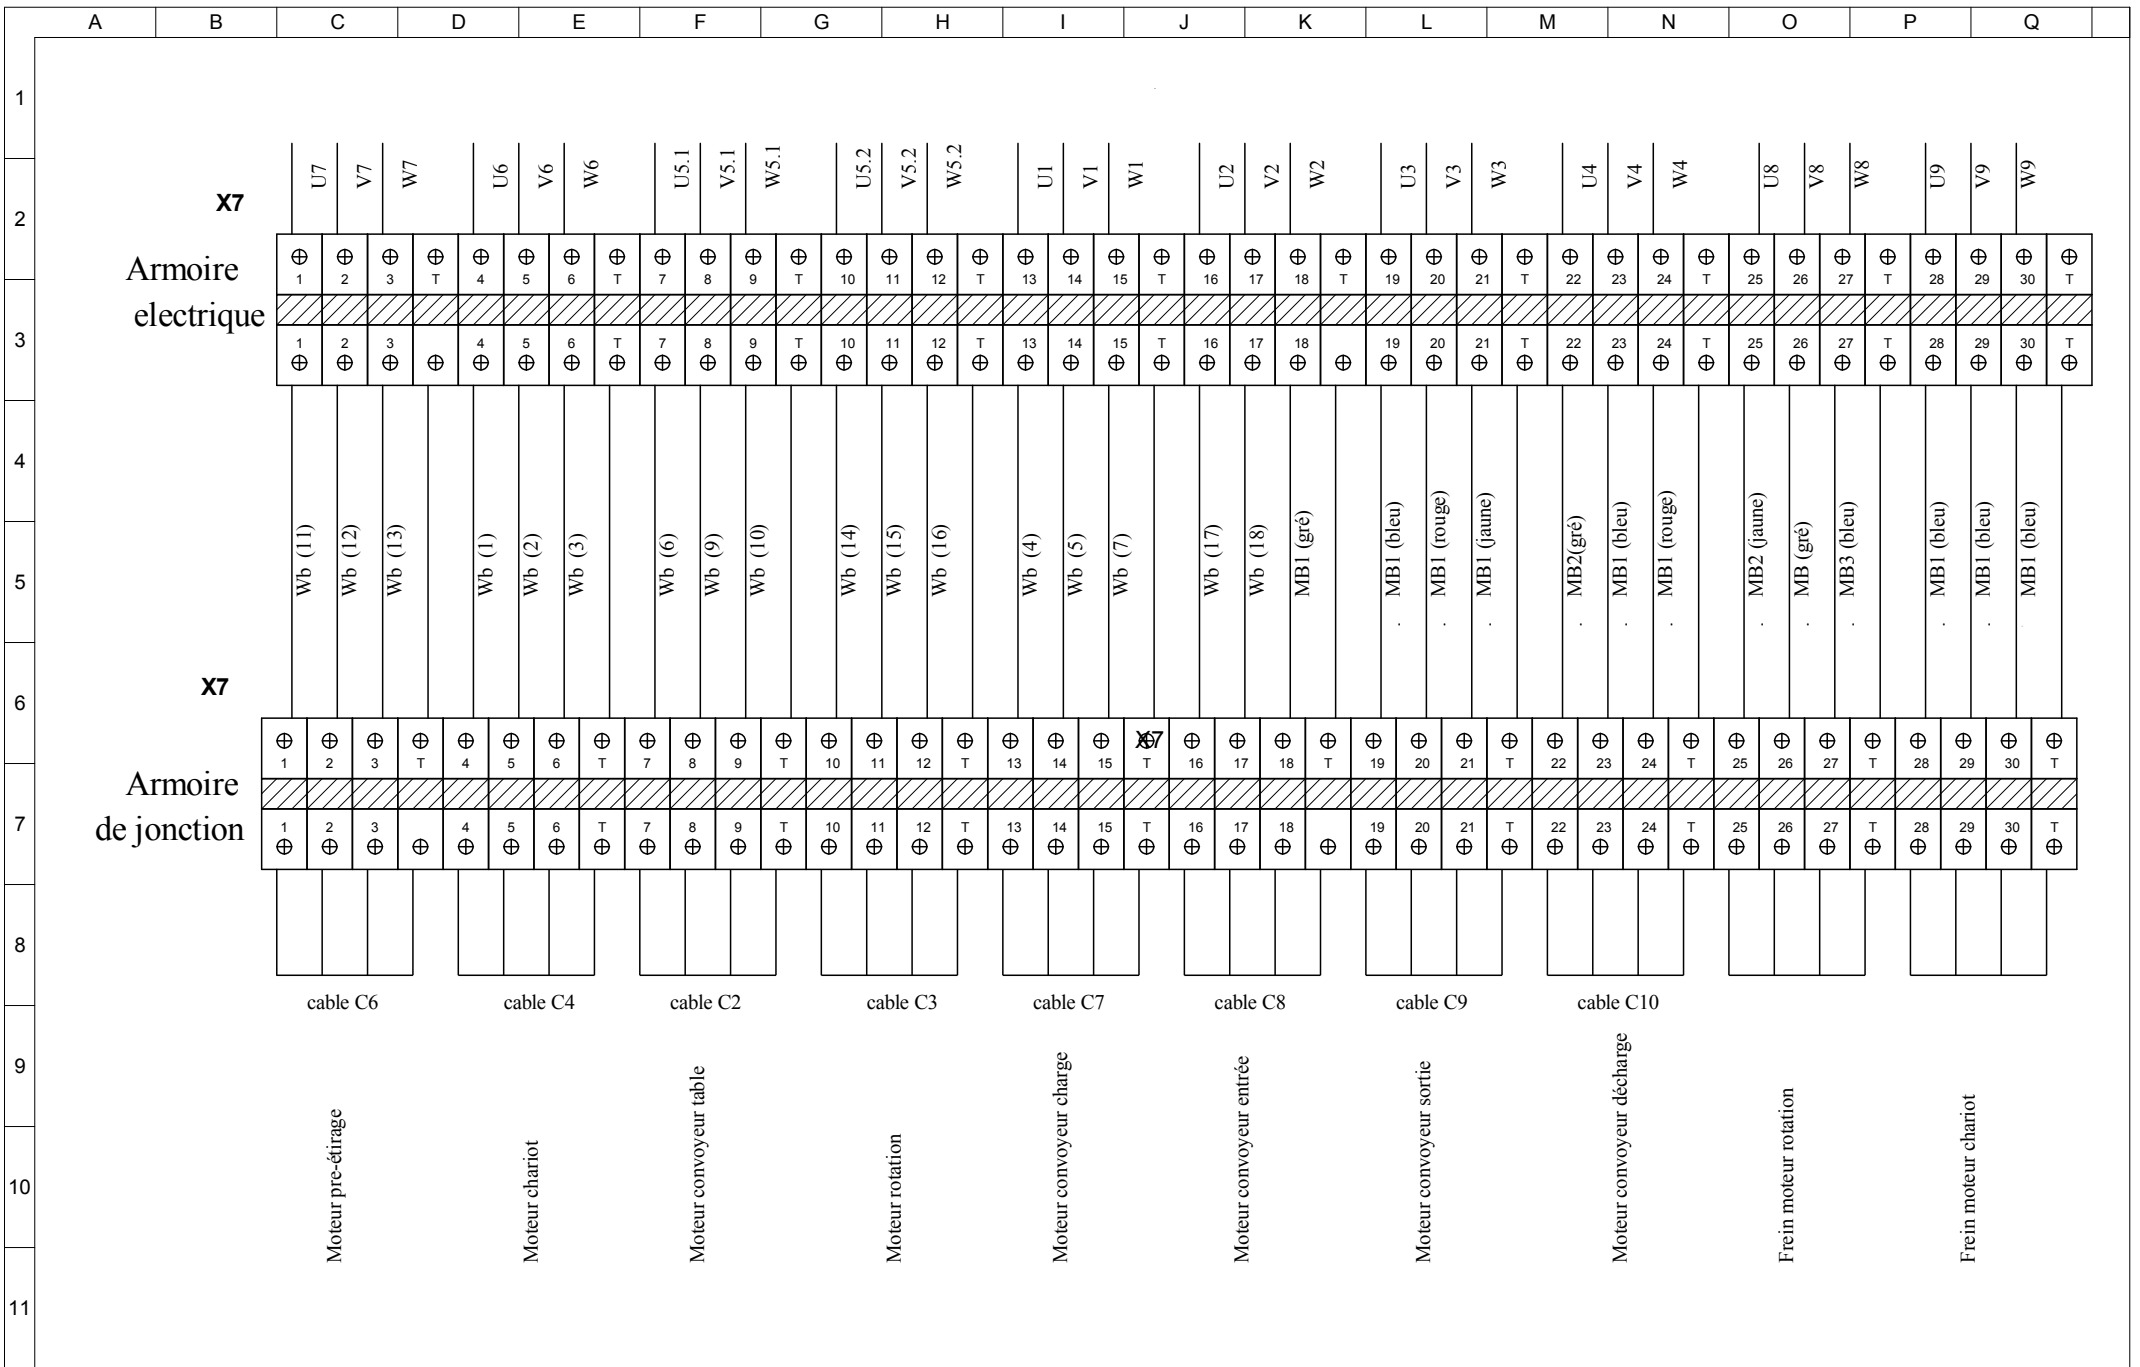 A B C D E F G H I J K L M N O P Q
1
2
3
4
5
6
7
8
9
10
11
U7 V7 W7 U6 V6 W6 U5.1 V5.1 W5.1 U5.2 V5.2 W5.2 U1 V1 W1 U2 V2 W2 U3 V3 W3 U4 V4 W4 U8 V8 W8 U9 V9 W9
X7
Armoire
electrique
1 2 3 T 4 5 6 T 7 8 9 T 10 11 12 T 13 14 15 T 16 17 18 T 19 20 21 T 22 23 24 T 25 26 27 T 28 29 30 T
1 2 3 4 5 6 T 7 8 9 T 10 11 12 T 13 14 15 T 16 17 18 19 20 21 T 22 23 24 T 25 26 27 T 28 29 30 T
Wb (11) Wb (12) Wb (13) Wb (1) Wb (2) Wb (3) Wb (6) Wb (9) Wb (10) Wb (14) Wb (15) Wb (16) Wb (4) Wb (5) Wb (7) Wb (17) Wb (18) MB1 (gré) MB1 (bleu) MB1 (rouge) MB1 (jaune) MB2(gré) MB1 (bleu) MB1 (rouge) MB2 (jaune) MB (gré) MB3 (bleu) MB1 (bleu) MB1 (bleu) MB1 (bleu)
X7
Armoire
de jonction
X7
1 2 3 T 4 5 6 T 7 8 9 T 10 11 12 T 13 14 15 T 16 17 18 T 19 20 21 T 22 23 24 T 25 26 27 T 28 29 30 T
1 2 3 4 5 6 T 7 8 9 T 10 11 12 T 13 14 15 T 16 17 18 19 20 21 T 22 23 24 T 25 26 27 T 28 29 30 T
cable C6 cable C4 cable C2 cable C3 cable C7 cable C8 cable C9 cable C10
Moteur pre-étirage
Moteur chariot
Moteur convoyeur table
Moteur rotation
Moteur convoyeur charge
Moteur convoyeur entrée
Moteur convoyeur sortie
Moteur convoyeur décharge
Frein moteur rotation
Frein moteur chariot